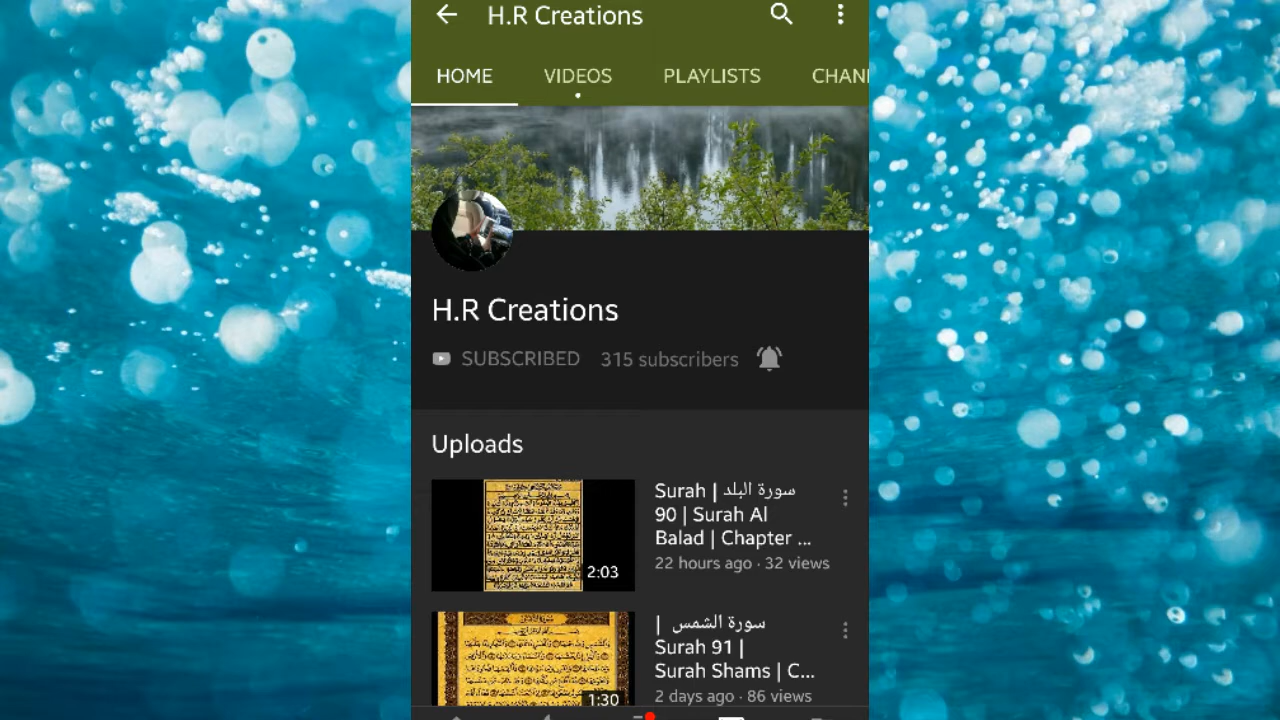 H.R Creations
HOME VIDEOS PLAYLISTS CHAN
H.R Creations
SUBSCRIBED 315 subscribers
Uploads
Surah | سورة البلد
90 | Surah Al
Balad | Chapter ...
22 hours ago · 32 views
2:03
| سورة الشمس
Surah 91 |
Surah Shams | C...
2 days ago · 86 views
1:30